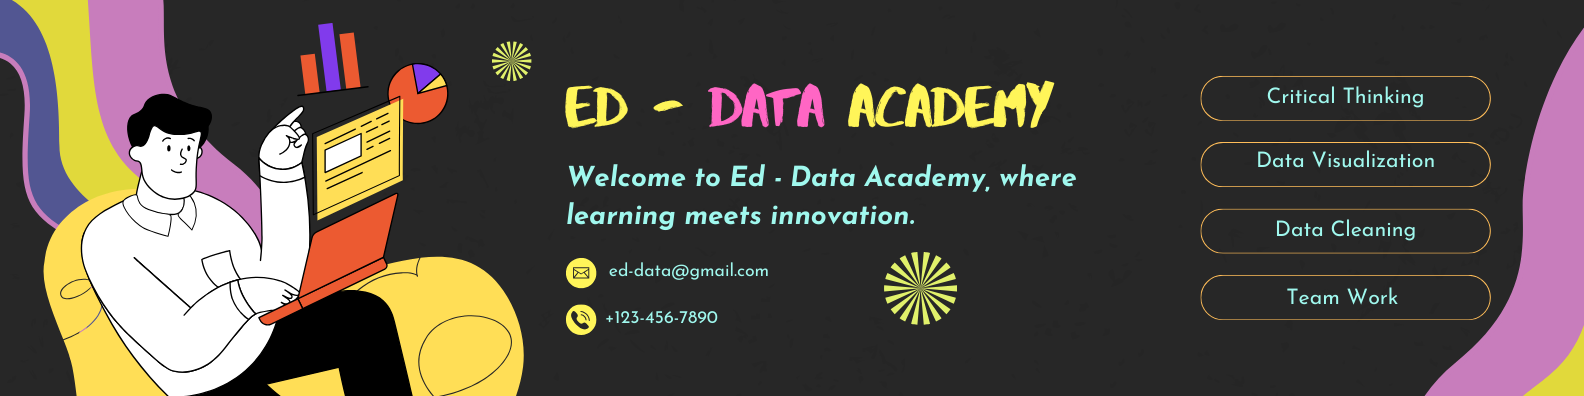 ED - DATA ACADEMY
Welcome to Ed - Data Academy, where
learning meets innovation.
ed-data@gmail.com
+123-456-7890
Critical Thinking
Data Visualization
Data Cleaning
Team Work